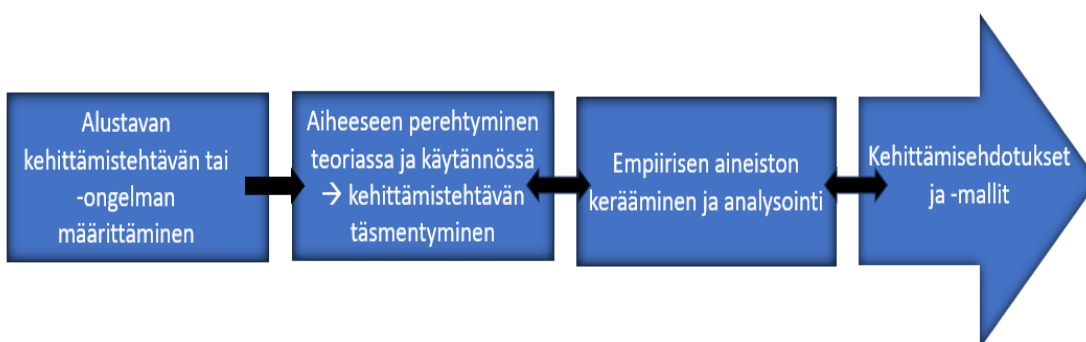 Alustavan
kehittämistehtävän tai
-ongelman
määrittäminen
Aiheeseen perehtyminen
teoriassa ja käytännössä
→ kehittämistehtävän
täsmentyminen
Empiirisen aineiston
kerääminen ja analysointi
Kehittämisehdotukset
ja -mallit